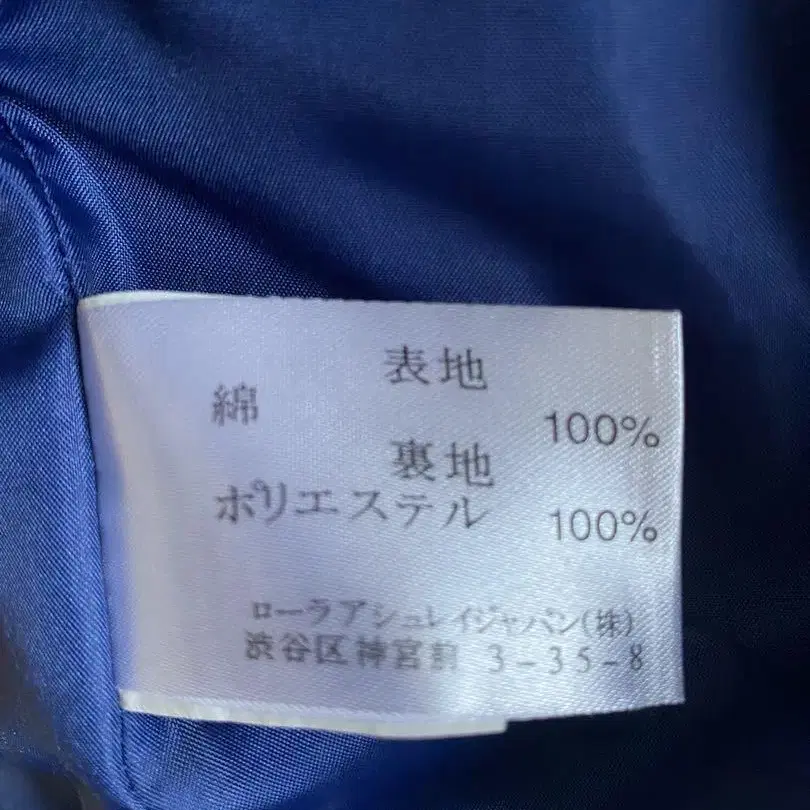 表地
綿 100%
裏地
ポリエステル 100%
ローラアシュレイジャパン(株)
渋谷区神宮前 3-35-8